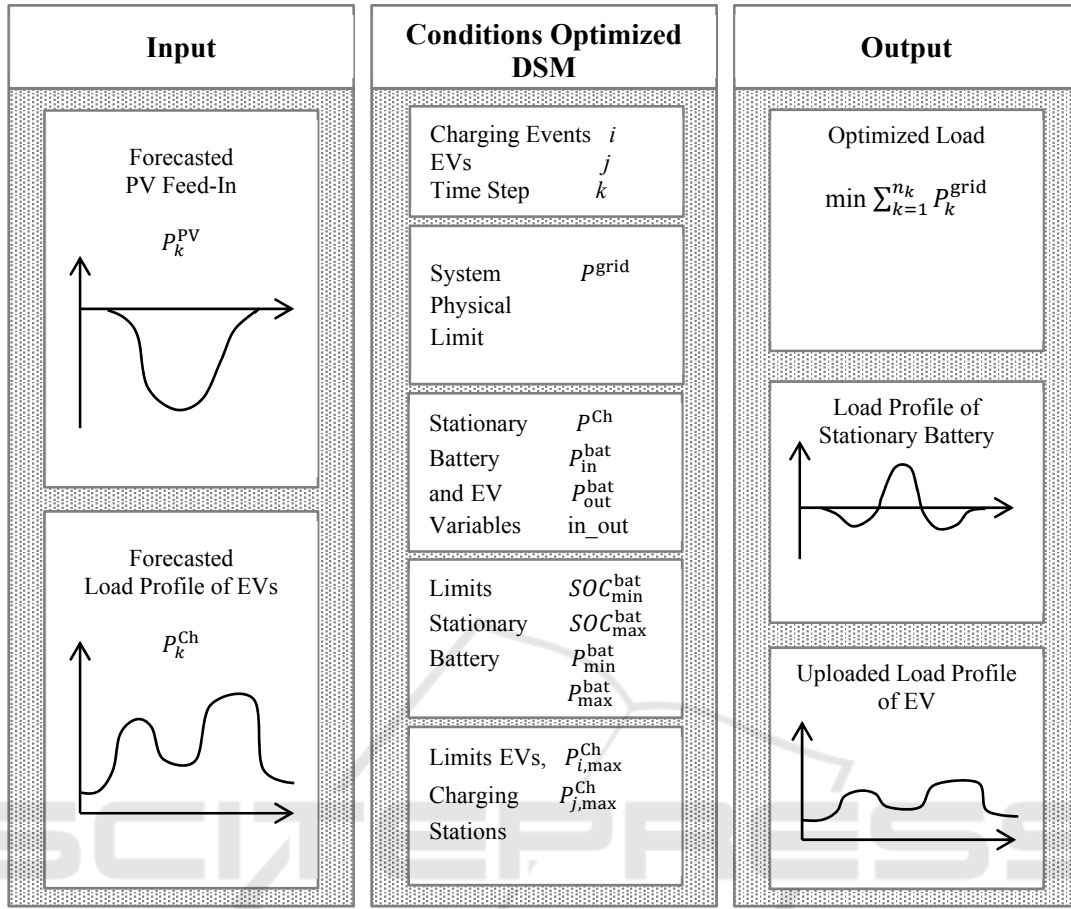 Input
Forecasted
PV Feed-In
P_k^PV
Forecasted
Load Profile of EVs
P_k^Ch
Conditions Optimized
DSM
Charging Events i
EVs j
Time Step k
System P^grid
Physical
Limit
Stationary P^Ch
Battery P_in^bat
and EV P_out^bat
Variables in_out
Limits SOC_min^bat
Stationary SOC_max^bat
Battery P_min^bat
P_max^bat
Limits EVs, P_i,max^Ch
Charging P_j,max^Ch
Stations
Output
Optimized Load
min ∑_{k=1}^{n_k} P_k^grid
Load Profile of
Stationary Battery
Uploaded Load Profile
of EV
SCITEPRESS